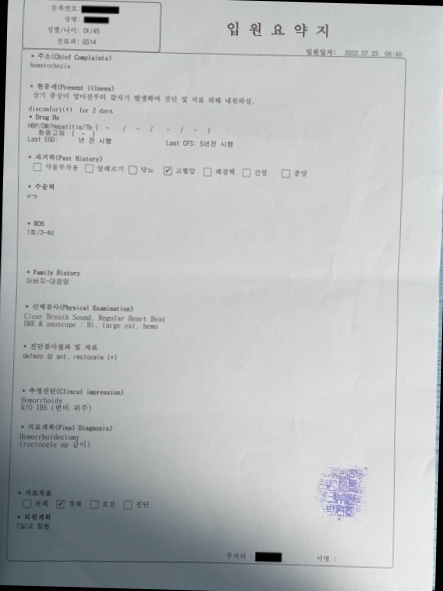 등록번호:
성명:
성별/나이: 여/45
진료과: GS14
입원요약지
입원일자: 2022.07.25
* 주소(Chief Complaints)
hematochezia
* 현증세(Present illness)
상기 증상이 얼마전부터 갑자기 발생하여 진단 및 치료 위해 내원하심.
discomfort(+) for 2 days
* Drug Hx
HBP/DM/Hepatitis/Tb ( - / - / - / - )
항응고제 ( - )
Last EGD: 년 전 시행 Last CFS: 5년전 시행
* 과거력(Past History)
약물부작용 알레르기 당뇨 고혈압 폐결핵 간염 종양
* 수술력
* ROS
1회/3-4d
* Family History
아버지-대장암
* 신체검사(Physical Examination)
Clear Breath Sound, Regular Heart Beat
DRE & anoscope : Rt. large ext. hemo
* 진단검사결과 및 자료
defeco 상 ant. rectocele (+)
* 추정진단(Clincal impression)
Hemorrhoids
R/O IBS (변비 위주)
* 치료계획(Final Diagnosis)
Hemorrhoidectomy
(rectocele op 같이)
* 치료목표
완쾌 경쾌 호전 진단
* 퇴원계획
7일내 퇴원
주치의 : 서명 :